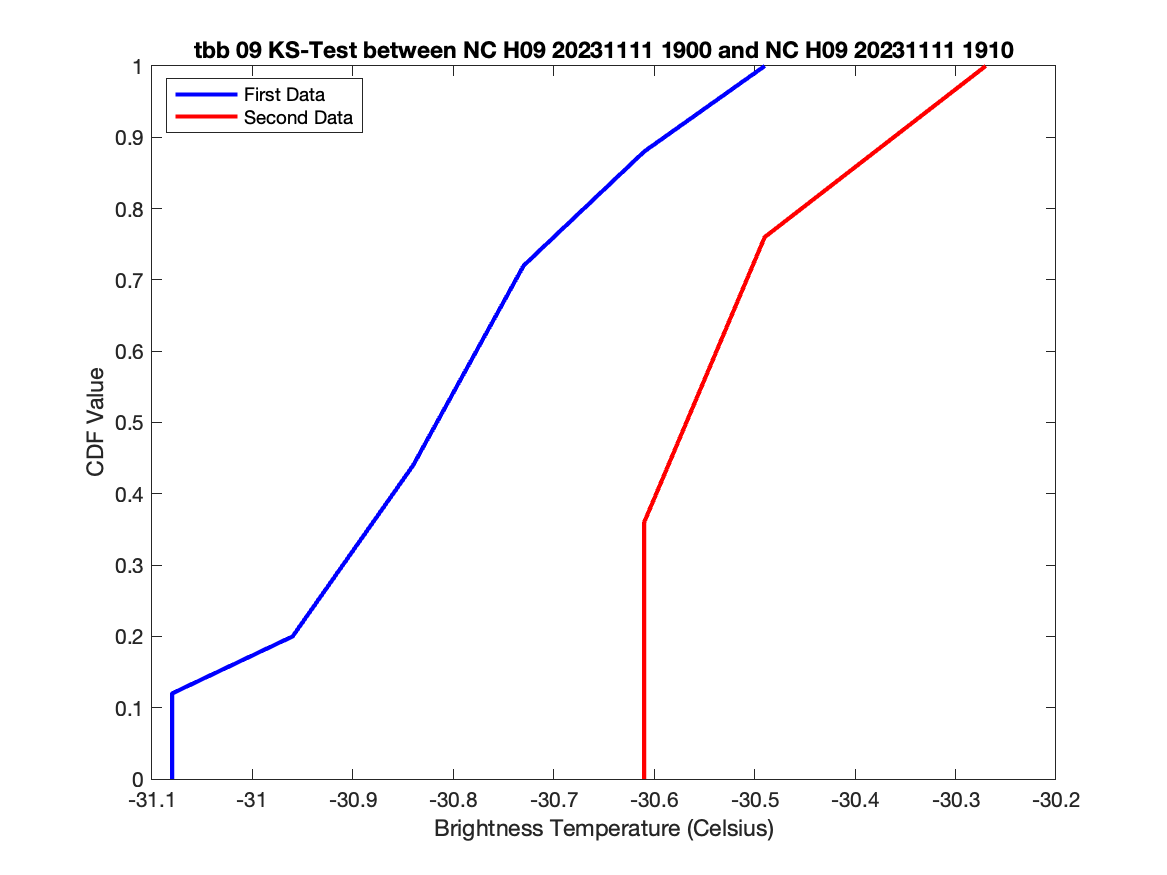 tbb 09 KS-Test between NC H09 20231111 1900 and NC H09 20231111 1910
First Data
Second Data
1
0.9
0.8
0.7
0.6
0.5
0.4
0.3
0.2
0.1
0
CDF Value
-31.1 -31 -30.9 -30.8 -30.7 -30.6 -30.5 -30.4 -30.3 -30.2
Brightness Temperature (Celsius)